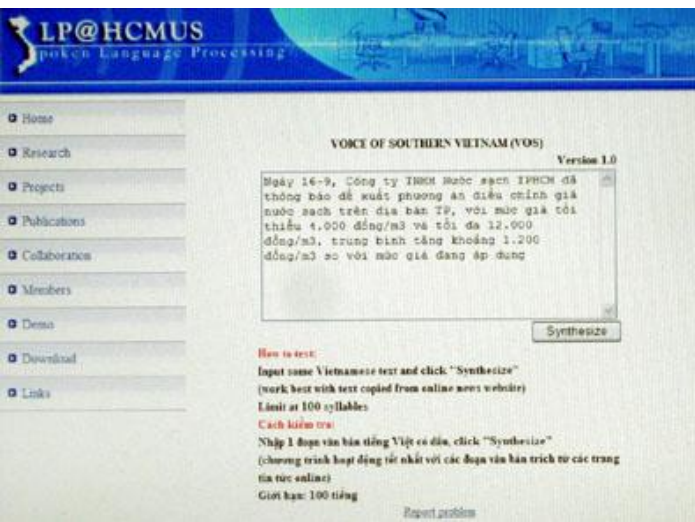 SLP@HCMUS
Spoken Language Processing
Home
Research
Projects
Publications
Collaboration
Members
Demo
Download
Links
VOICE OF SOUTHERN VIETNAM (VOS)
Version 1.0
Ngày 16-9, Công ty TNHH Nước sạch TPHCM đã
thông báo đề xuất phương án điều chỉnh giá
nước sạch trên địa bàn TP, với mức giá tối
thiểu 4.000 đồng/m3 và tối đa 12.000
đồng/m3, trung bình tăng khoảng 1.200
đồng/m3 so với mức giá đang áp dụng
Synthesize
How to test:
Input some Vietnamese text and click "Synthesize"
(work best with text copied from online news website)
Limit at 100 syllables
Cách kiểm tra:
Nhập 1 đoạn văn bản tiếng Việt có dấu, click "Synthesize"
(chương trình hoạt động tốt nhất với các đoạn văn bản trích từ các trang
tin tức online)
Giới hạn: 100 tiếng
Report problem